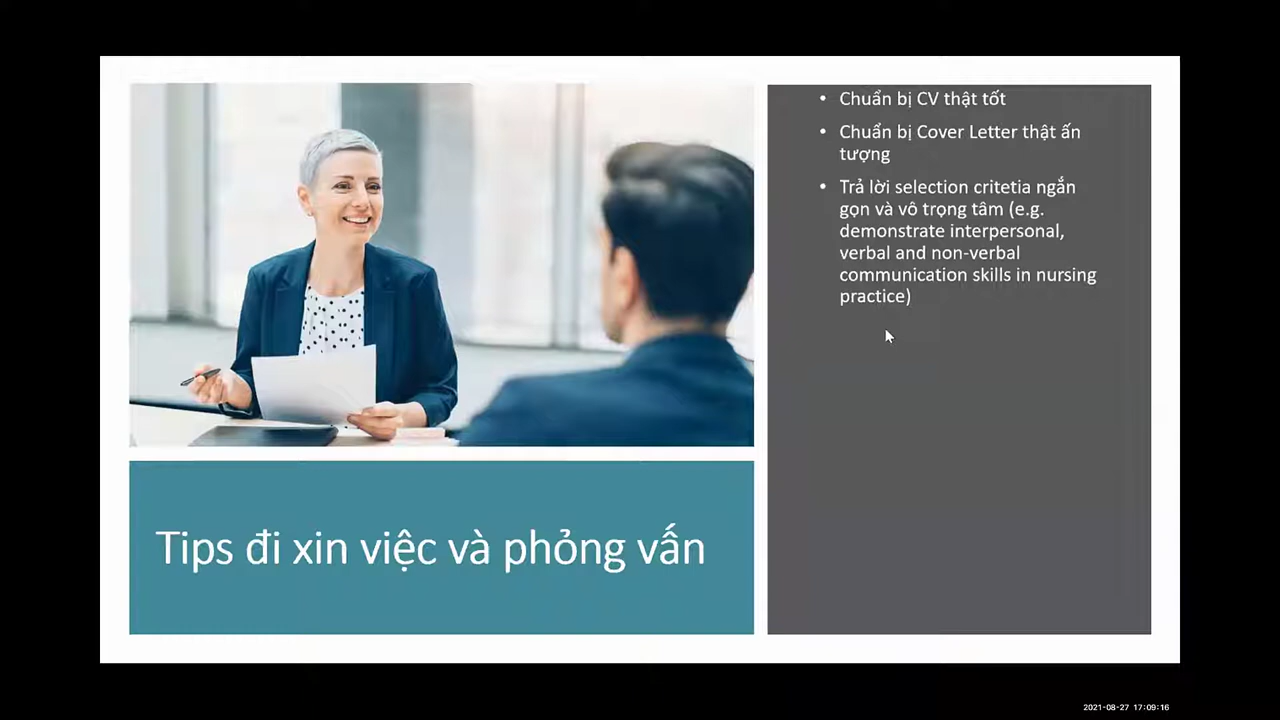 Chuẩn bị CV thật tốt
Chuẩn bị Cover Letter thật ấn
tượng
Trả lời selection critetia ngắn
gọn và vô trọng tâm (e.g.
demonstrate interpersonal,
verbal and non-verbal
communication skills in nursing
practice)
Tips đi xin việc và phỏng vấn
2021-08-27 17:09:16